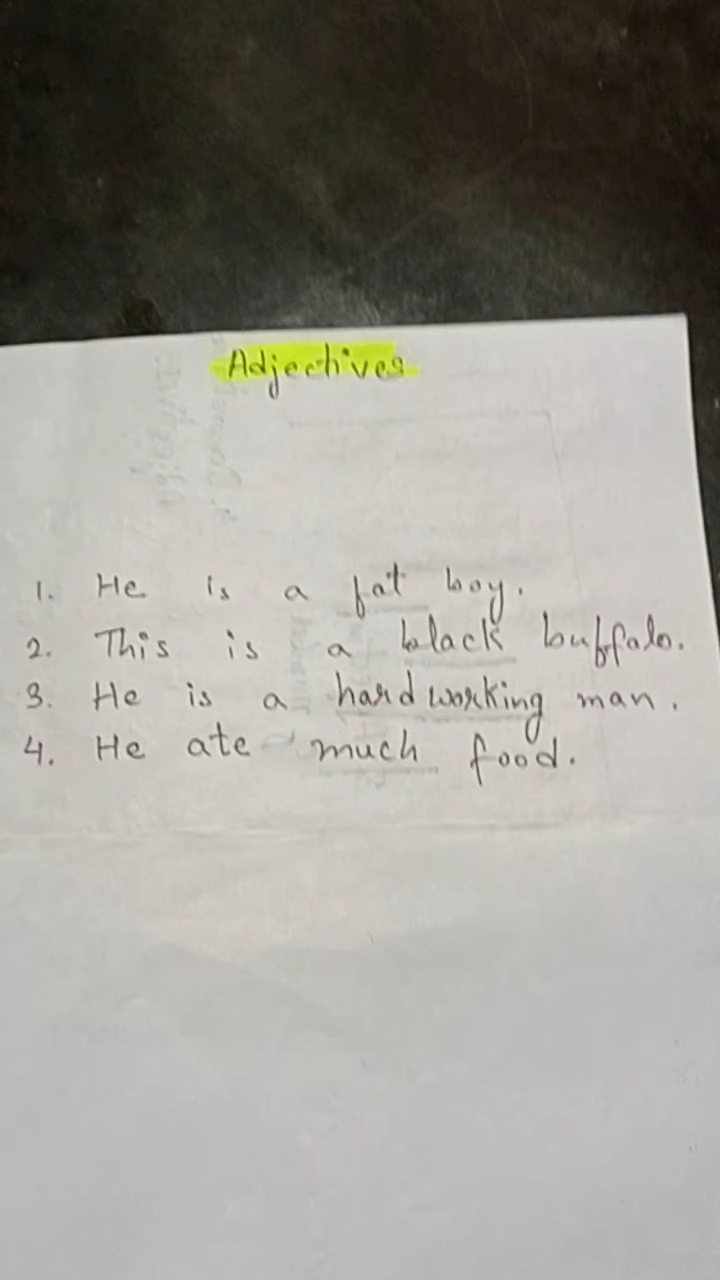 Adjectives
1. He is a fat boy.
2. This is a black buffalo.
3. He is a hardworking man.
4. He ate much food.